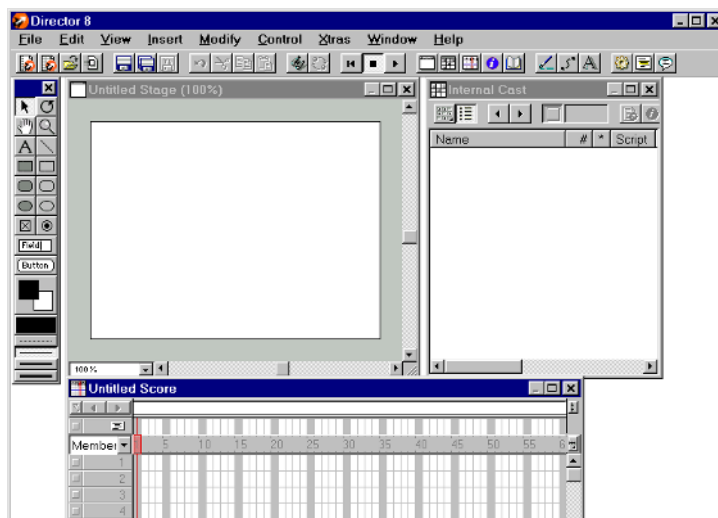 Director 8
File Edit View Insert Modify Control Xtras Window Help
Untitled Stage (100%)
Internal Cast
Name # * Script
A
Field
Button
100%
Untitled Score
Member 5 10 15 20 25 30 35 40 45 50 55 6
1
2
3
4